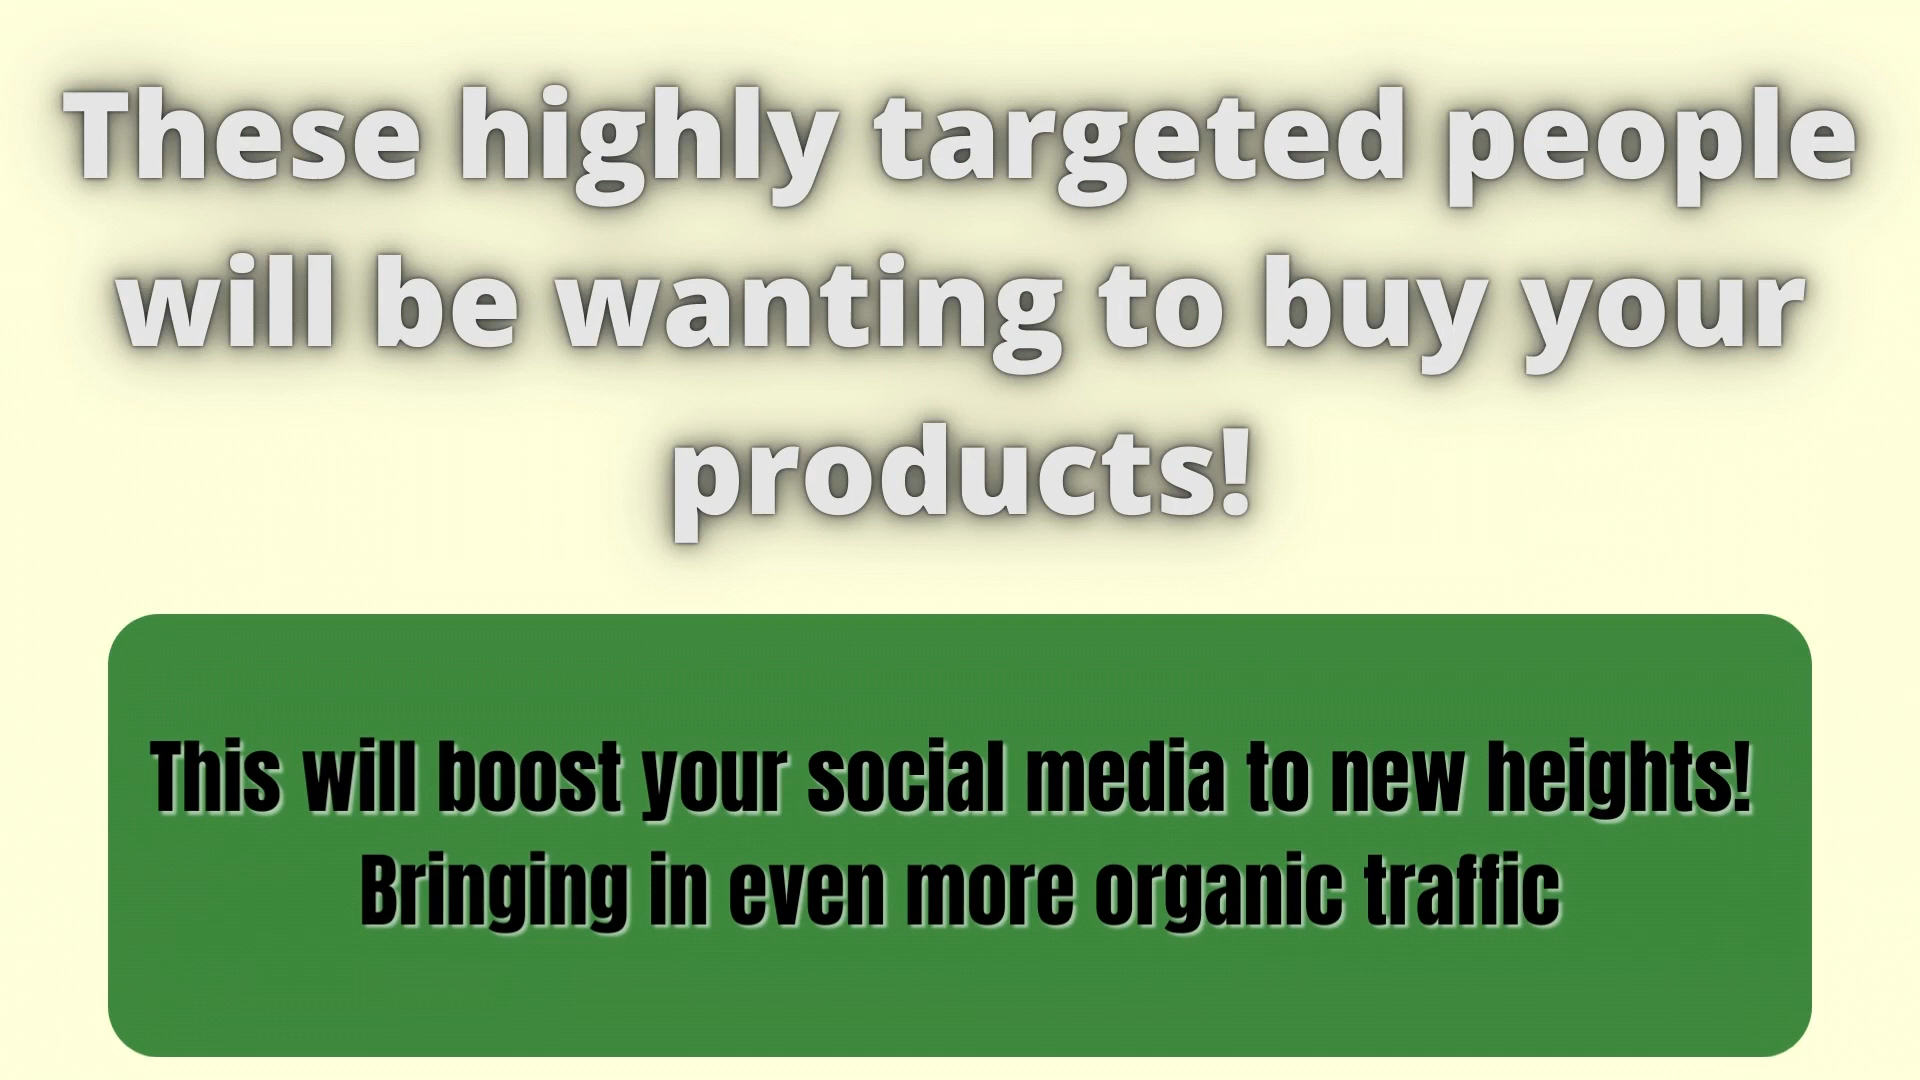 These highly targeted people
will be wanting to buy your
products!
This will boost your social media to new heights!
Bringing in even more organic traffic